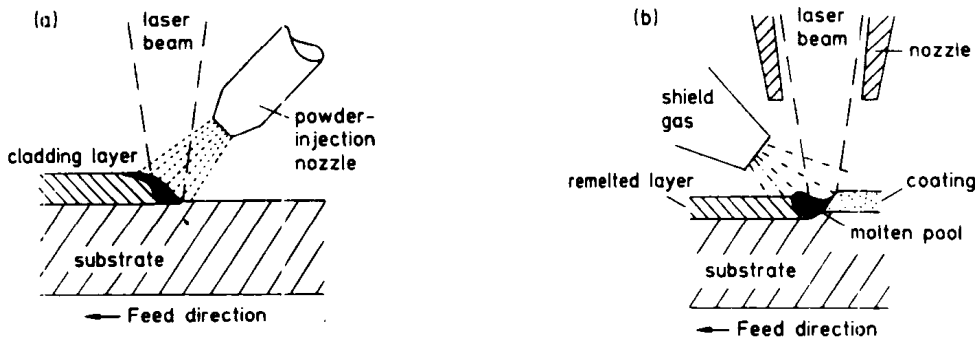 (a)
laser
beam
powder-
injection
nozzle
cladding layer
substrate
Feed direction
(b)
laser
beam
nozzle
shield
gas
remelted layer
coating
molten pool
substrate
Feed direction